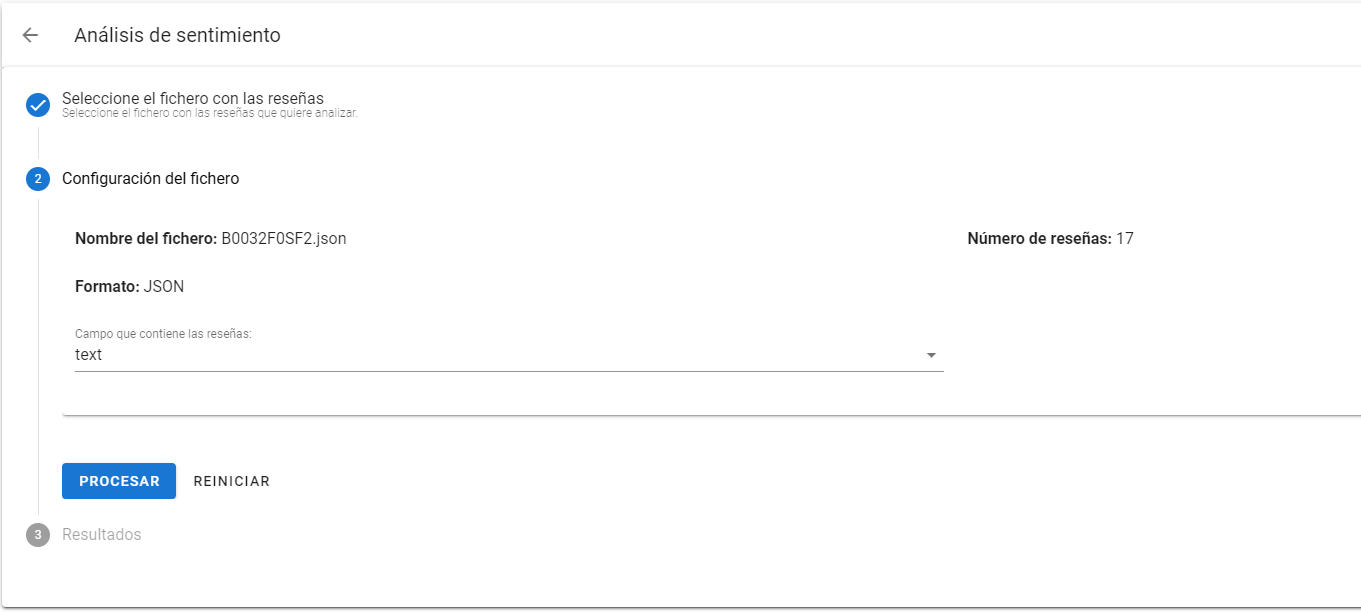 Análisis de sentimiento
Seleccione el fichero con las reseñas
Seleccione el fichero con las reseñas que quiere analizar.
2 Configuración del fichero
Nombre del fichero: B0032F0SF2.json Número de reseñas: 17
Formato: JSON
Campo que contiene las reseñas:
text
PROCESAR REINICIAR
3 Resultados